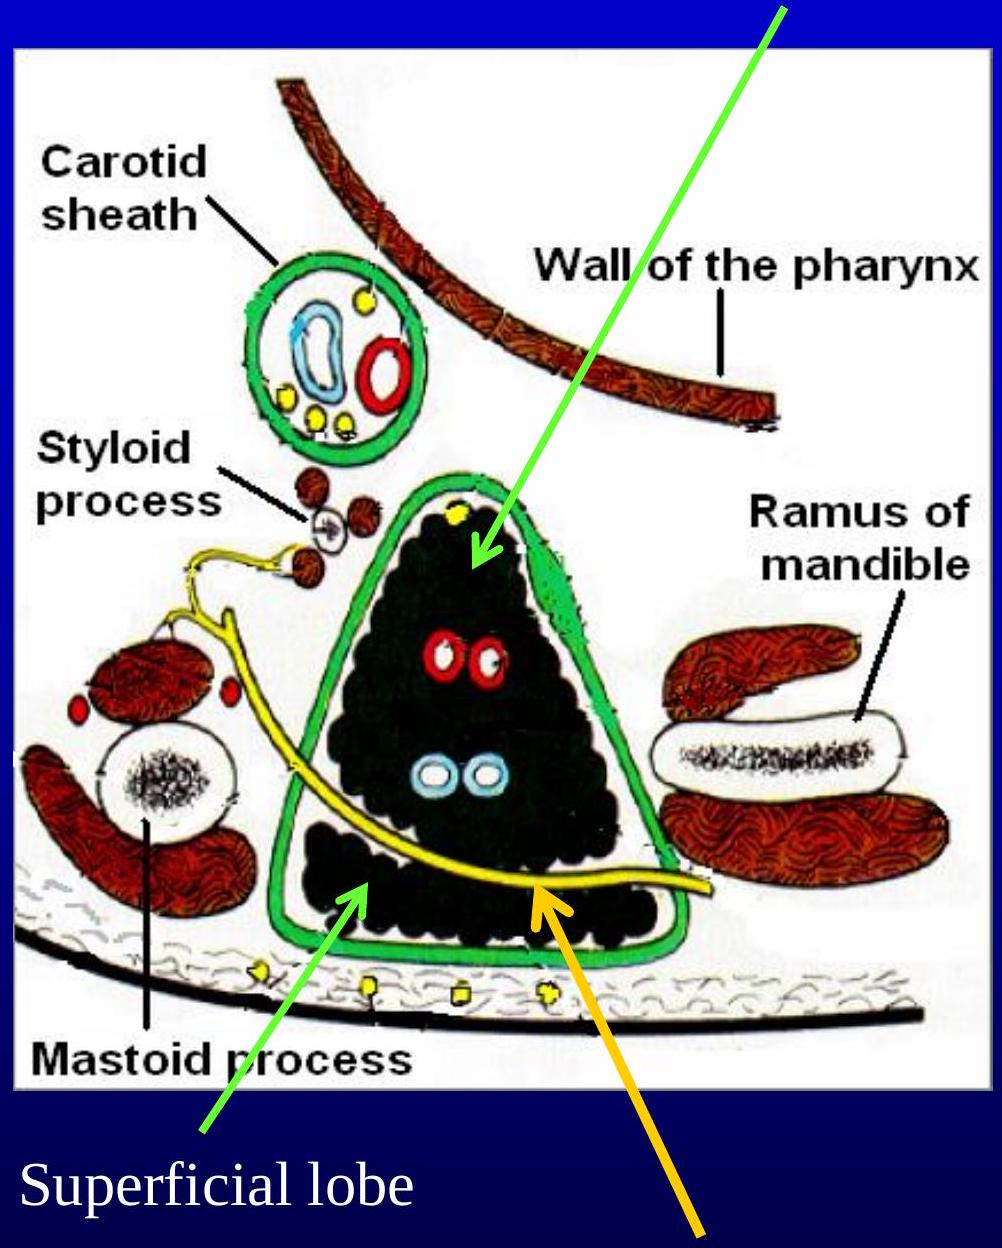 Carotid
sheath
Wall of the pharynx
Styloid
process
Ramus of
mandible
Mastoid process
Superficial lobe